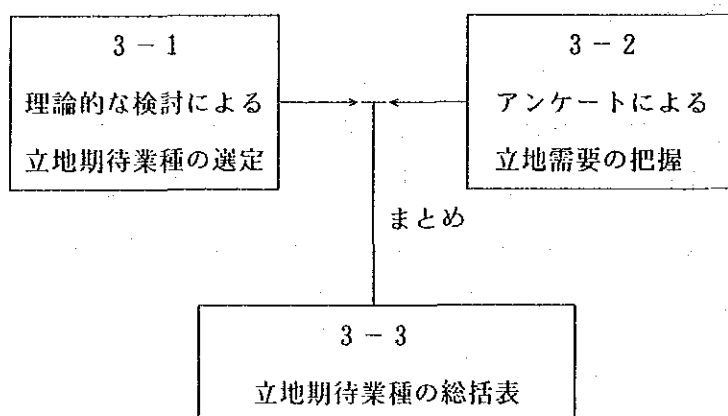 3－1
理論的な検討による
立地期待業種の選定
3－2
アンケートによる
立地需要の把握
まとめ
3－3
立地期待業種の総括表